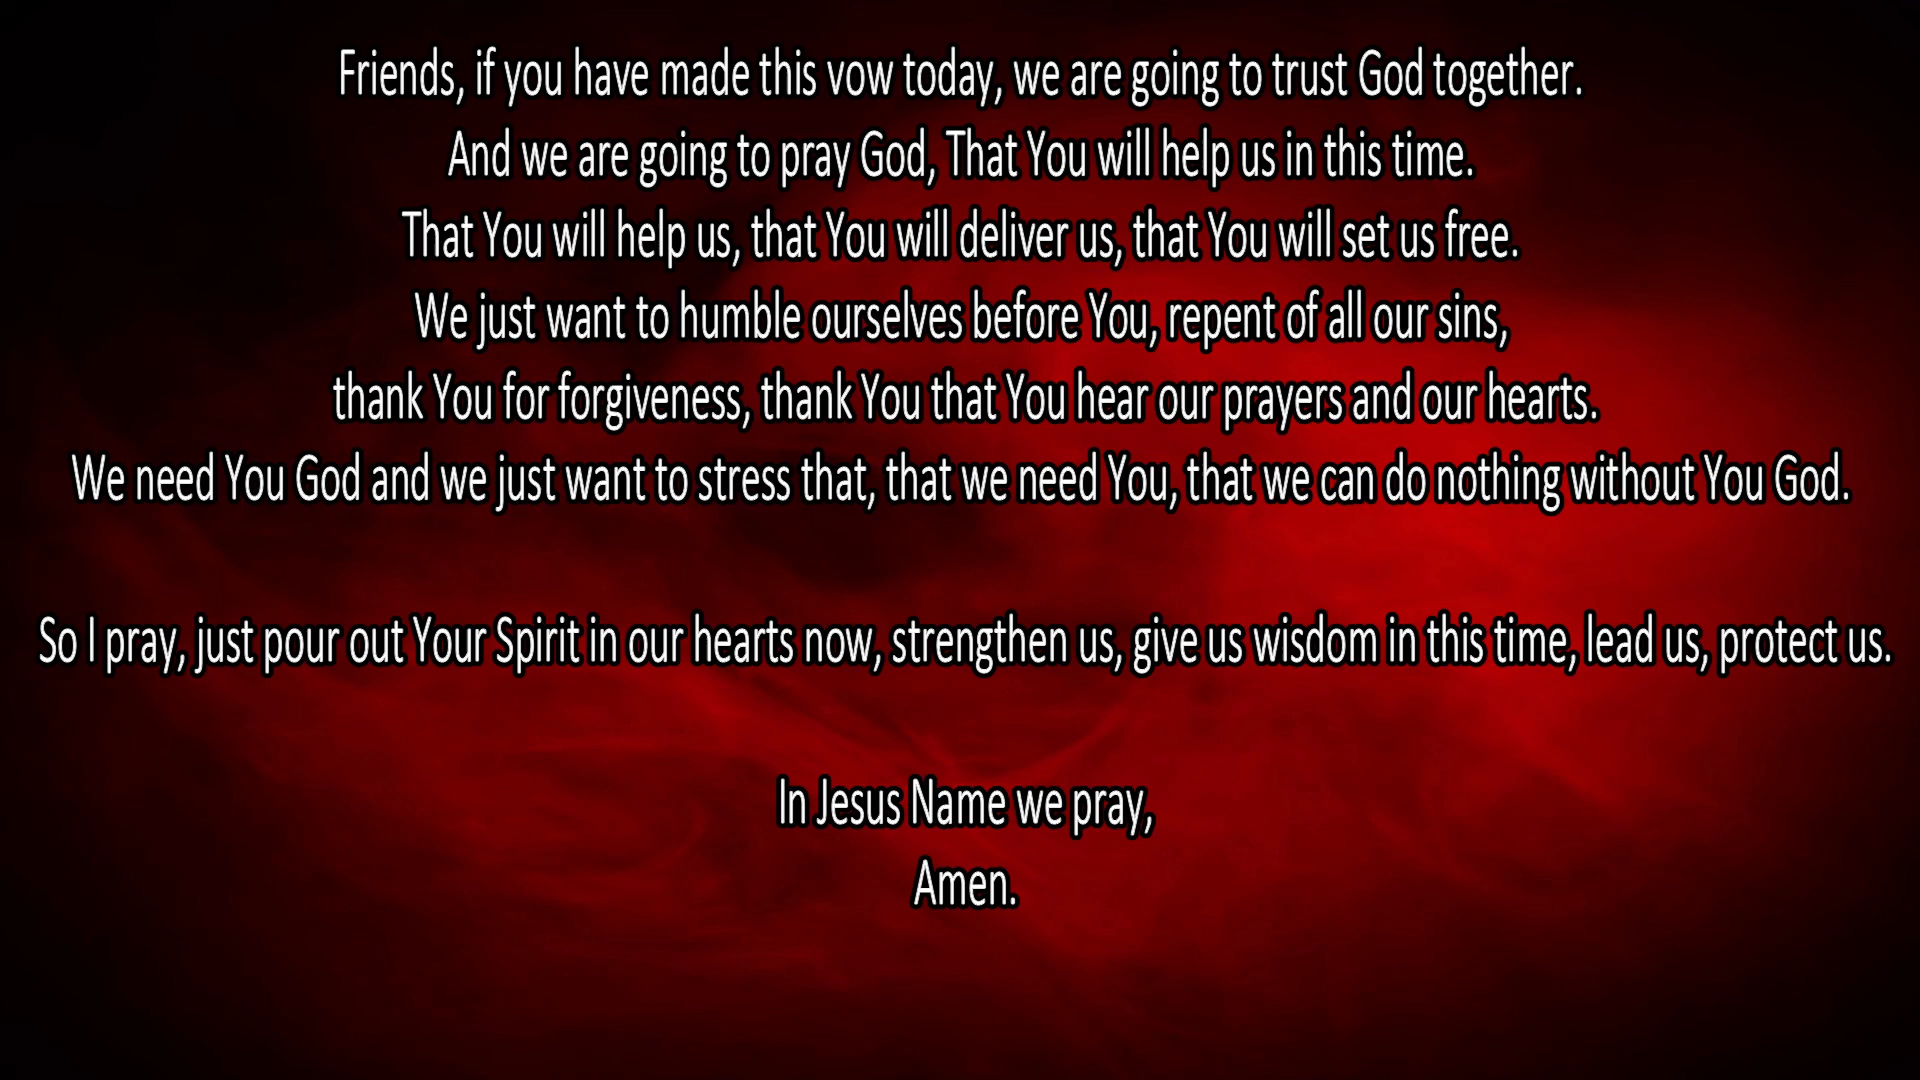 Friends, if you have made this vow today, we are going to trust God together.
And we are going to pray God, That You will help us in this time.
That You will help us, that You will deliver us, that You will set us free.
We just want to humble ourselves before You, repent of all our sins,
thank You for forgiveness, thank You that You hear our prayers and our hearts.
We need You God and we just want to stress that, that we need You, that we can do nothing without You God.
So I pray, just pour out Your Spirit in our hearts now, strengthen us, give us wisdom in this time, lead us, protect us.
In Jesus Name we pray,
Amen.